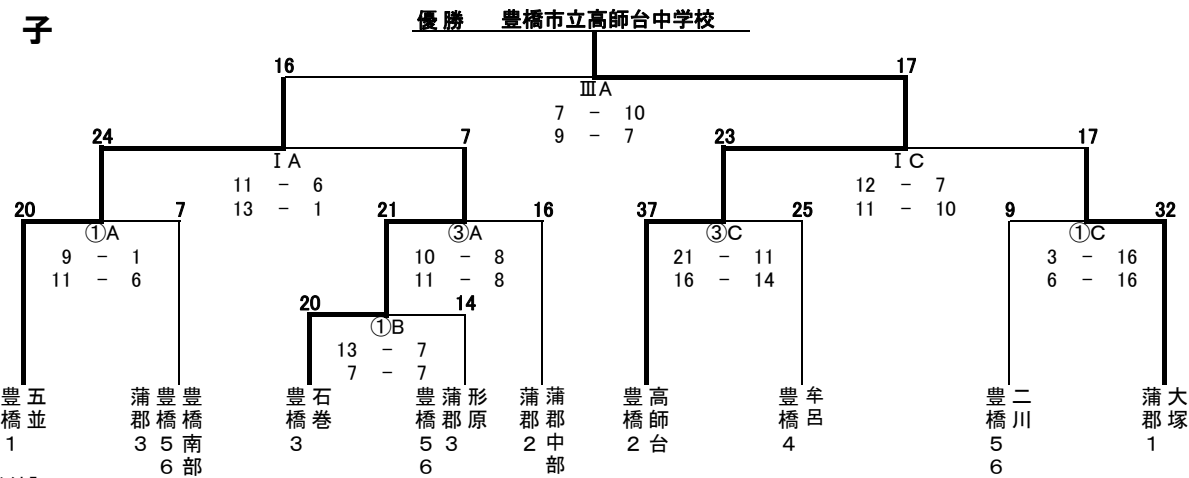 子
優勝 豊橋市立高師台中学校
16 17
ⅢA
7 － 10
9 － 7
24 7 23 17
ⅠA ⅠC
11 － 6 12 － 7
13 － 1 11 － 10
20 7 21 16 37 25 9 32
①A ③A ③C ①C
9 － 1 10 － 8 21 － 11 3 － 16
11 － 6 11 － 8 16 － 14 6 － 16
20 14
①B
13 － 7
7 － 7
五並
豊橋1
豊橋南部
豊橋56
蒲郡3
石巻
豊橋3
形原
蒲郡3
豊橋56
蒲郡中部
蒲郡2
高師台
豊橋2
牟呂
豊橋4
二川
豊橋56
大塚
蒲郡1